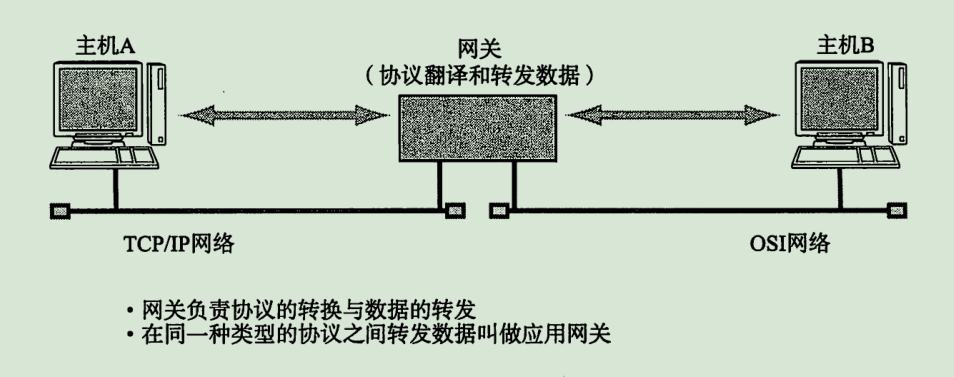 主机A
网关
（协议翻译和转发数据）
主机B
TCP/IP网络
OSI网络
・网关负责协议的转换与数据的转发
・在同一种类型的协议之间转发数据叫做应用网关